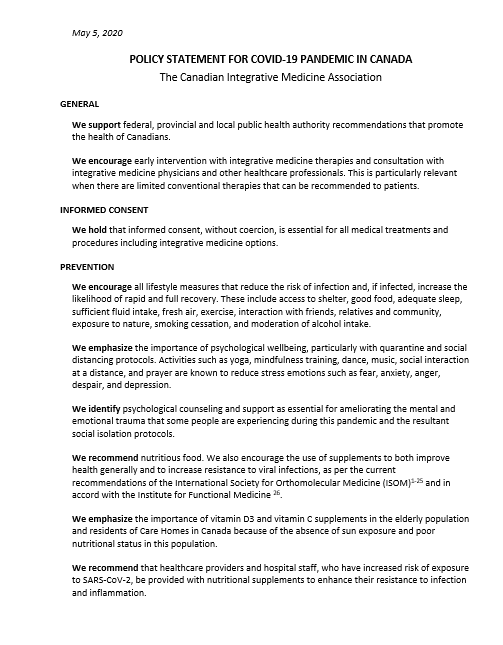 May 5, 2020
POLICY STATEMENT FOR COVID-19 PANDEMIC IN CANADA
The Canadian Integrative Medicine Association
GENERAL
We support federal, provincial and local public health authority recommendations that promote
the health of Canadians.
We encourage early intervention with integrative medicine therapies and consultation with
integrative medicine physicians and other healthcare professionals. This is particularly relevant
when there are limited conventional therapies that can be recommended to patients.
INFORMED CONSENT
We hold that informed consent, without coercion, is essential for all medical treatments and
procedures including integrative medicine options.
PREVENTION
We encourage all lifestyle measures that reduce the risk of infection and, if infected, increase the
likelihood of rapid and full recovery. These include access to shelter, good food, adequate sleep,
sufficient fluid intake, fresh air, exercise, interaction with friends, relatives and community,
exposure to nature, smoking cessation, and moderation of alcohol intake.
We emphasize the importance of psychological wellbeing, particularly with quarantine and social
distancing protocols. Activities such as yoga, mindfulness training, dance, music, social interaction
at a distance, and prayer are known to reduce stress emotions such as fear, anxiety, anger,
despair, and depression.
We identify psychological counseling and support as essential for ameliorating the mental and
emotional trauma that some people are experiencing during this pandemic and the resultant
social isolation protocols.
We recommend nutritious food. We also encourage the use of supplements to both improve
health generally and to increase resistance to viral infections, as per the current
recommendations of the International Society for Orthomolecular Medicine (ISOM)1-25 and in
accord with the Institute for Functional Medicine 26.
We emphasize the importance of vitamin D3 and vitamin C supplements in the elderly population
and residents of Care Homes in Canada because of the absence of sun exposure and poor
nutritional status in this population.
We recommend that healthcare providers and hospital staff, who have increased risk of exposure
to SARS-CoV-2, be provided with nutritional supplements to enhance their resistance to infection
and inflammation.